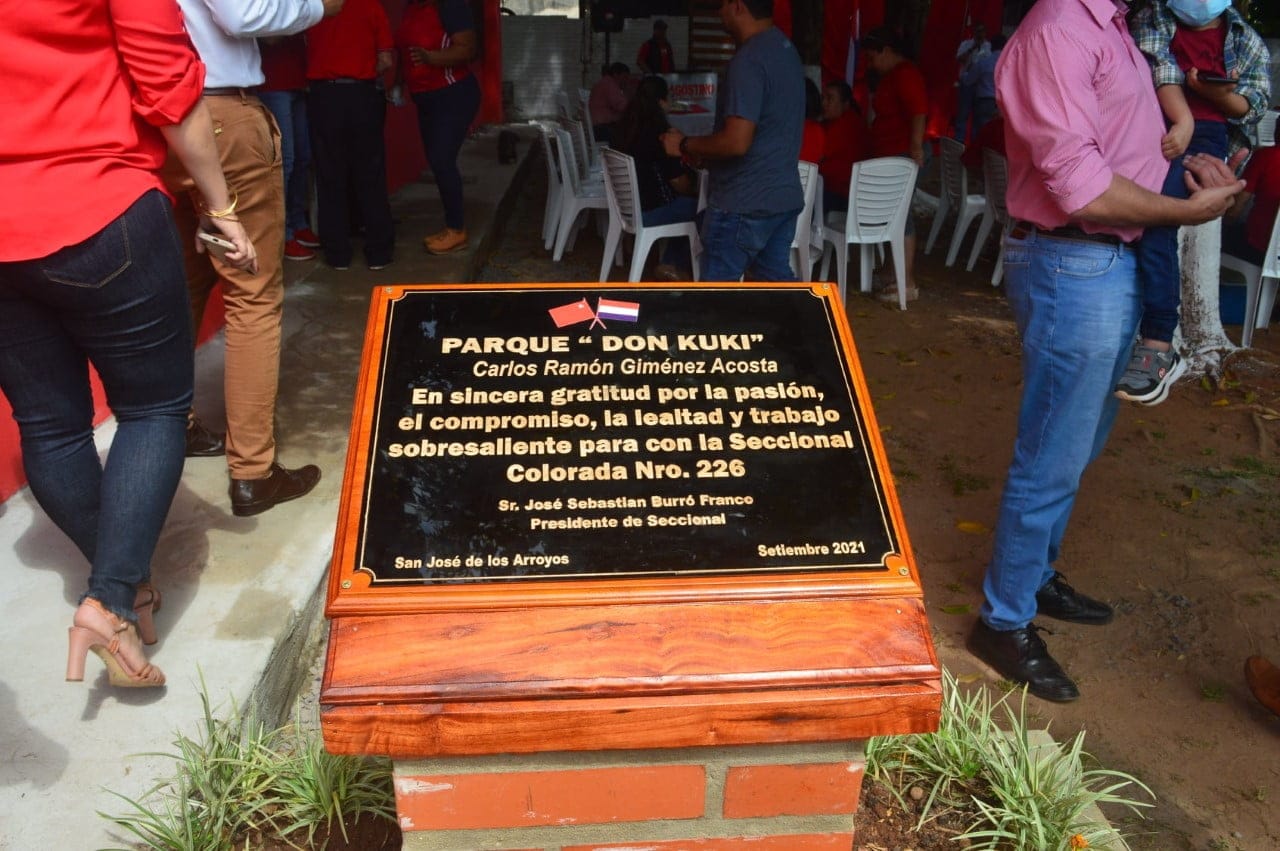 AGOSTINO
PARQUE “ DON KUKI”
Carlos Ramón Giménez Acosta
En sincera gratitud por la pasión,
el compromiso, la lealtad y trabajo
sobresaliente para con la Seccional
Colorada Nro. 226
Sr. José Sebastian Burró Franco
Presidente de Seccional
San José de los Arroyos
Setiembre 2021